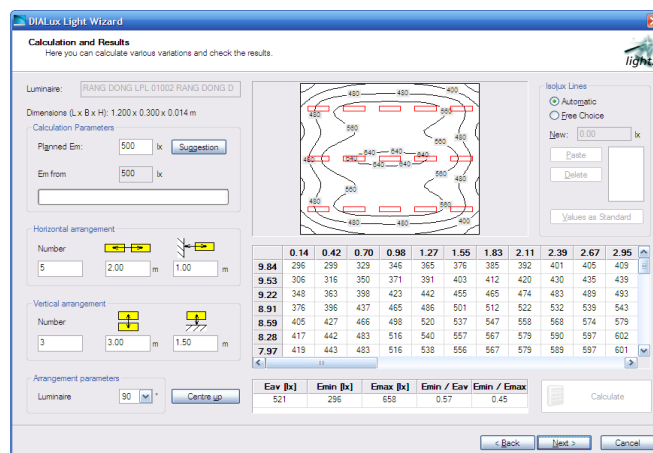 DIALux Light Wizard
Calculation and Results
Here you can calculate various variations and check the results.
light
Luminaire: RANG DONG LPL 01002 RANG DONG D
Dimensions (L x B x H): 1.200 x 0.300 x 0.014 m
Calculation Parameters
Planned Em: 500 lx Suggestion
Em from 500 lx
Horizontal arrangement
Number
5 2.00 m 1.00 m
Vertical arrangement
Number
3 3.00 m 1.50 m
Arrangement parameters
Luminaire 90 ° Centre up
480 480 400
480 560
560
560 480
480 640 640 640
640 640
560 480
480 560
480 480
Isolux Lines
Automatic
Free Choice
New: 0.00 lx
Paste
Delete
Values as Standard
0.14 0.42 0.70 0.98 1.27 1.55 1.83 2.11 2.39 2.67 2.95
9.84 296 299 329 346 365 376 385 392 401 405 409
9.53 306 316 350 371 391 403 412 420 430 435 439
9.22 348 363 398 423 442 455 465 474 483 489 493
8.91 376 396 437 465 486 501 512 522 532 539 543
8.59 405 427 466 498 520 537 547 558 568 574 579
8.28 417 442 483 516 540 557 567 579 590 597 602
7.97 419 443 483 516 538 556 567 579 589 597 601
Eav [lx] Emin [lx] Emax [lx] Emin / Eav Emin / Emax
521 296 658 0.57 0.45
Calculate
< Back Next > Cancel